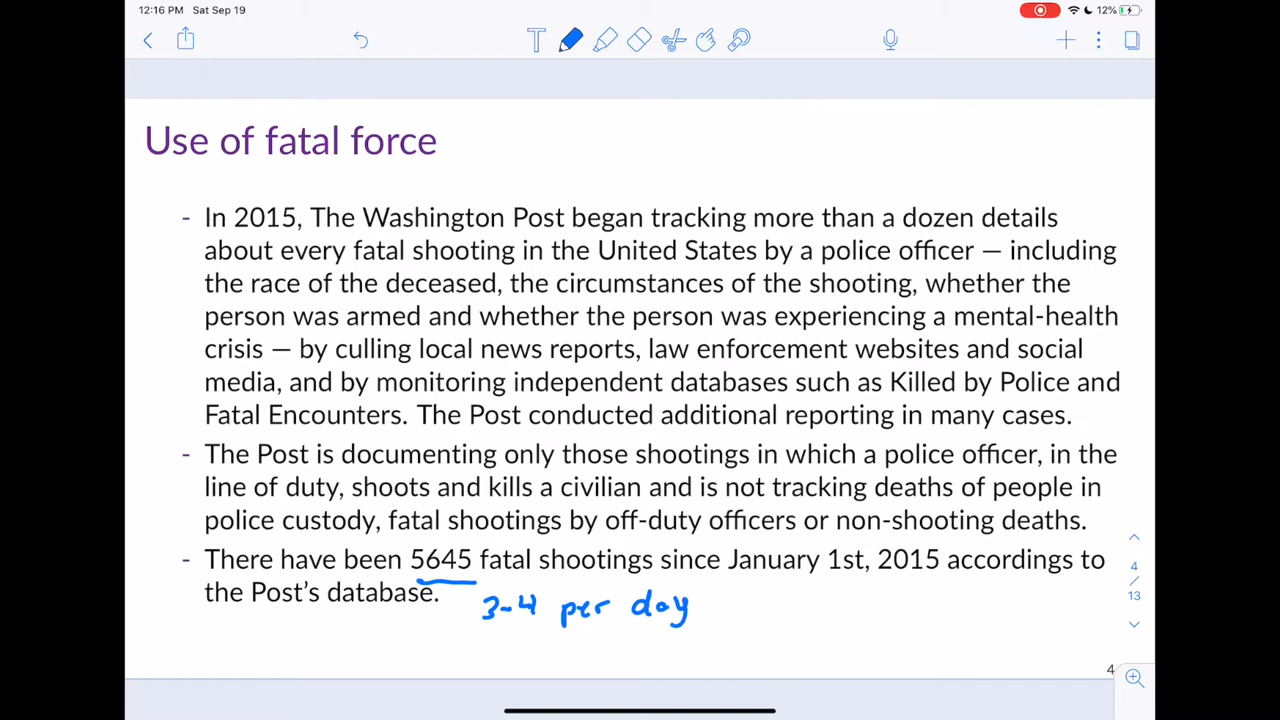 12:16 PM Sat Sep 19
12%
T
Use of fatal force
- In 2015, The Washington Post began tracking more than a dozen details
about every fatal shooting in the United States by a police officer — including
the race of the deceased, the circumstances of the shooting, whether the
person was armed and whether the person was experiencing a mental-health
crisis — by culling local news reports, law enforcement websites and social
media, and by monitoring independent databases such as Killed by Police and
Fatal Encounters. The Post conducted additional reporting in many cases.
- The Post is documenting only those shootings in which a police officer, in the
line of duty, shoots and kills a civilian and is not tracking deaths of people in
police custody, fatal shootings by off-duty officers or non-shooting deaths.
- There have been 5645 fatal shootings since January 1st, 2015 accordings to
the Post's database.
3-4 per day
4
/
13
4